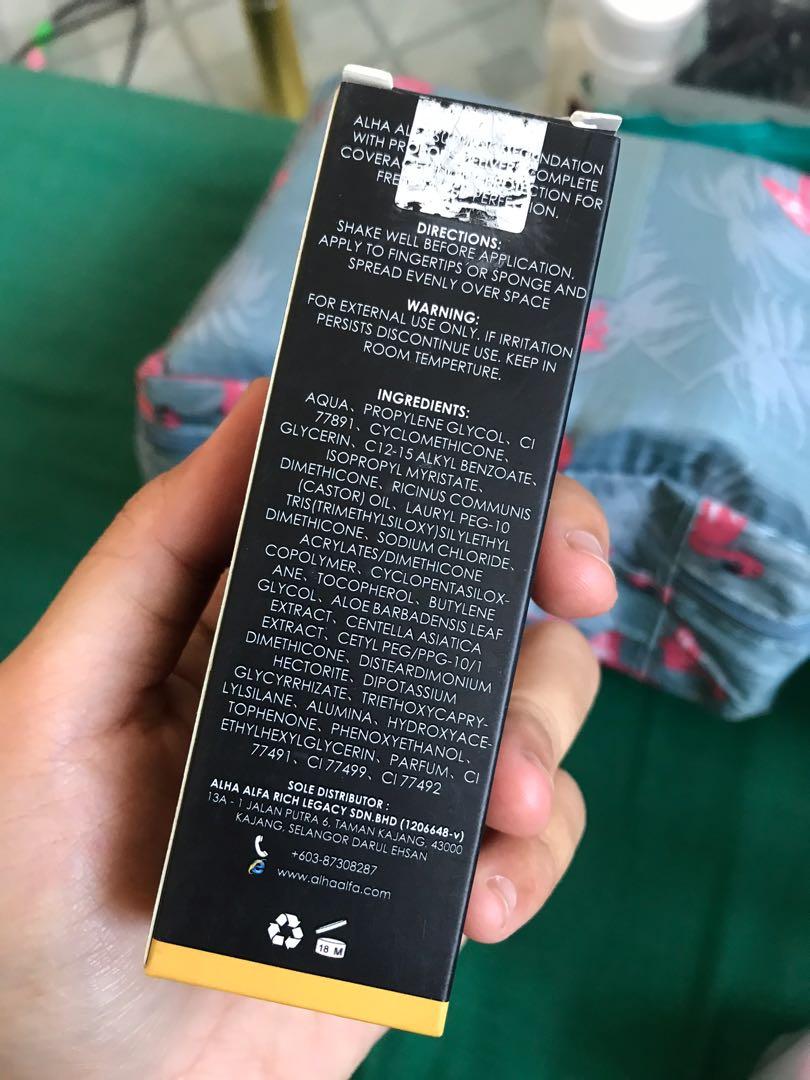 ALHA AL
NDATION
WITH PR
COMPLETE
COVERA
CTION FOR
FRE
DIRECTIONS:
SHAKE WELL BEFORE APPLICATION,
APPLY TO FINGERTIPS OR SPONGE AND
SPREAD EVENLY OVER SPACE
WARNING:
FOR EXTERNAL USE ONLY. IF IRRITATION
PERSISTS DISCONTINUE USE. KEEP IN
ROOM TEMPERTURE.
INGREDIENTS:
AQUA、PROPYLENE GLYCOL、CI
77891、CYCLOMETHICONE、
GLYCERIN、C12-15 ALKYL BENZOATE、
ISOPROPYL MYRISTATE、
DIMETHICONE、RICINUS COMMUNIS
(CASTOR) OIL、LAURYL PEG-10
TRIS(TRIMETHYLSILOXY)SILYLETHYL
DIMETHICONE、SODIUM CHLORIDE、
ACRYLATES/DIMETHICONE
COPOLYMER、CYCLOPENTASILOX-
ANE、TOCOPHEROL、BUTYLENE
GLYCOL、ALOE BARBADENSIS LEAF
EXTRACT、CENTELLA ASIATICA
EXTRACT、CETYL PEG/PPG-10/1
DIMETHICONE、DISTEARDIMONIUM
HECTORITE、DIPOTASSIUM
GLYCYRRHIZATE、TRIETHOXYCAPRY-
LYLSILANE、ALUMINA、HYDROXYACE-
TOPHENONE、PHENOXYETHANOL、
ETHYLHEXYLGLYCERIN、PARFUM、CI
77491、CI 77499、CI 77492
SOLE DISTRIBUTOR :
ALHA ALFA RICH LEGACY SDN.BHD (1206648-v)
13A - 1 JALAN PUTRA 6, TAMAN KAJANG, 43000
KAJANG, SELANGOR DARUL EHSAN
+603-87308287
www.alhaalfa.com
18 M